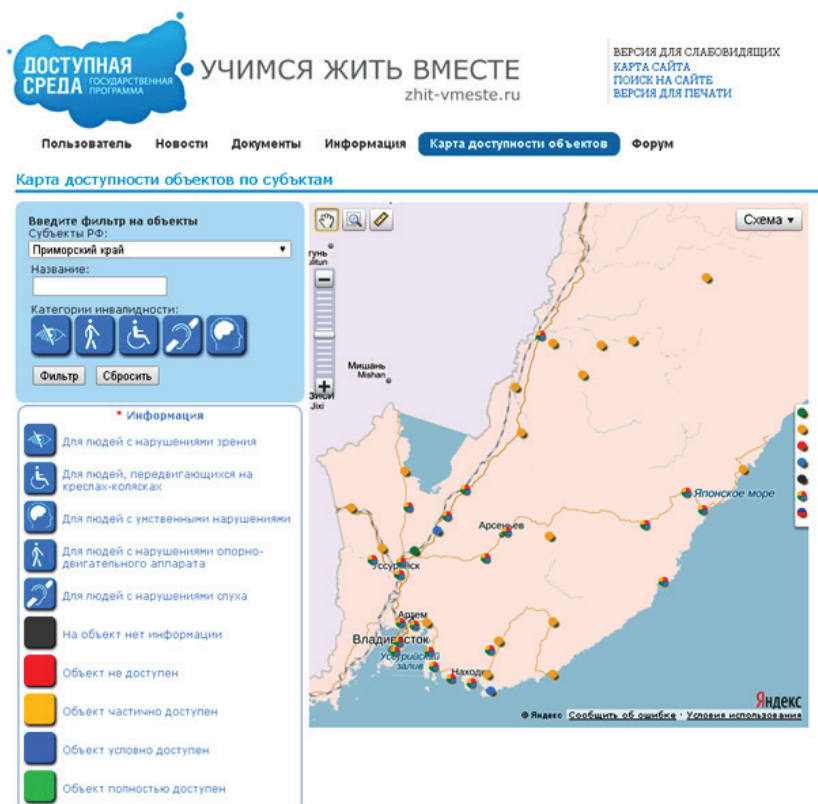 ДОСТУПНАЯ
СРЕДА ГОСУДАРСТВЕННАЯ
ПРОГРАММА
УЧИМСЯ ЖИТЬ ВМЕСТЕ
zhit-vmeste.ru
ВЕРСИЯ ДЛЯ СЛАБОВИДЯЩИХ
КАРТА САЙТА
ПОИСК НА САЙТЕ
ВЕРСИЯ ДЛЯ ПЕЧАТИ
Пользователь Новости Документы Информация Карта доступности объектов Форум
Карта доступности объектов по субъктам
Введите фильтр на объекты
Субъекты РФ:
Приморский край
Название:
Категории инвалидности:
Фильтр Сбросить
* Информация
Для людей с нарушениями зрения
Для людей, передвигающихся на
креслах-колясках
Для людей с умственными нарушениями
Для людей с нарушениями опорно-
двигательного аппарата
Для людей с нарушениями слуха
На объект нет информации
Объект не доступен
Объект частично доступен
Объект условно доступен
Объект полностью доступен
Схема
Мишань
Mishan
Jixi
Японское море
Арсеньев
Уссурийск
Артем
Владивосток
Уссурийский
залив
Находк
Яндекс
© Яндекс Сообщить об ошибке · Условия использования